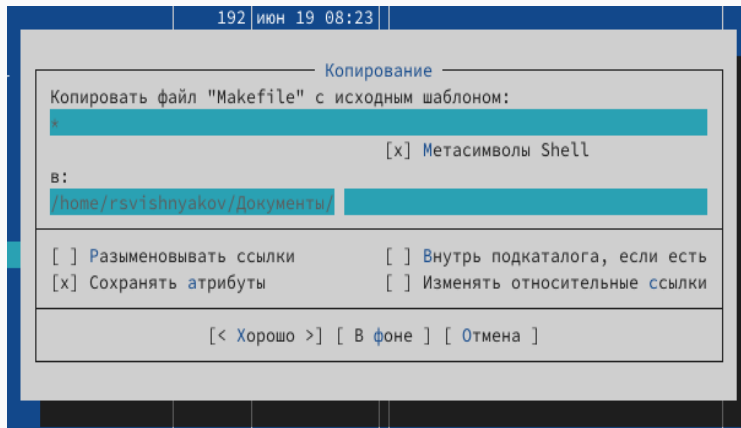 192 июн 19 08:23
Копирование
Копировать файл "Makefile" с исходным шаблоном:
*
[x] Метасимволы Shell
в:
/home/rsvishnyakov/Документы/
[ ] Разыменовывать ссылки [ ] Внутрь подкаталога, если есть
[x] Сохранять атрибуты [ ] Изменять относительные ссылки
[< Хорошо >] [ В фоне ] [ Отмена ]